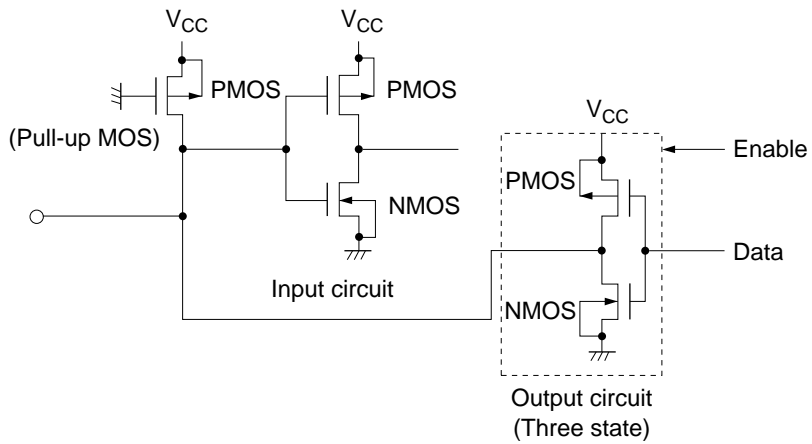 VCC
VCC
PMOS
PMOS
(Pull-up MOS)
VCC
Enable
PMOS
NMOS
Data
Input circuit
NMOS
Output circuit
(Three state)